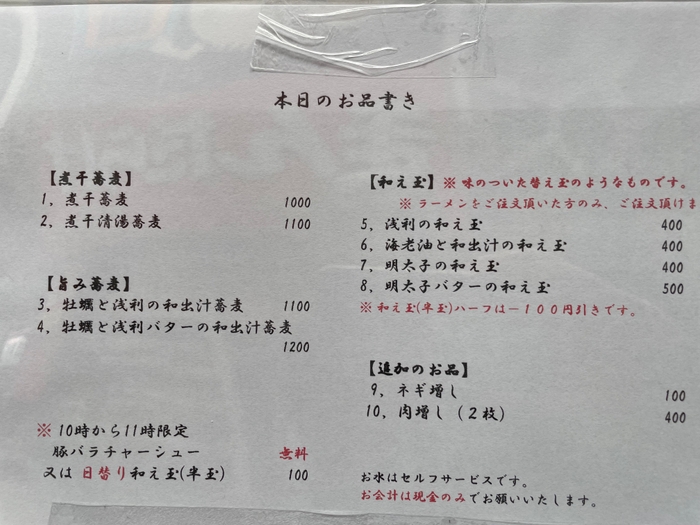 本日のお品書き
【煮干蕎麦】
1, 煮干蕎麦 1000
2, 煮干清湯蕎麦 1100
【旨み蕎麦】
3, 牡蠣と浅利の和出汁蕎麦 1100
4, 牡蠣と浅利バターの和出汁蕎麦
1200
※ 10時から11時限定
豚バラチャーシュー 無料
又は 日替り和え玉(半玉) 100
【和え玉】※ 味のついた替え玉のようなものです。
※ ラーメンをご注文頂いた方のみ、ご注文頂けま
5, 浅利の和え玉 400
6, 海老油と和出汁の和え玉 400
7, 明太子の和え玉 400
8, 明太子バターの和え玉 500
※ 和え玉(半玉)ハーフは－１００円引きです。
【追加のお品】
9, ネギ増し 100
10, 肉増し（２枚） 400
お水はセルフサービスです。
お会計は現金のみでお願いいたします。